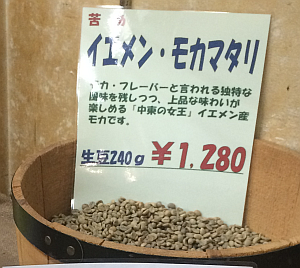 苦
イエメン・モカマタリ
モカ・フレーバーと言われる独特な
風味を残しつつ、上品な味わいが
楽しめる「中東の女王」イエメン産
モカです。
生豆240g ¥1,280